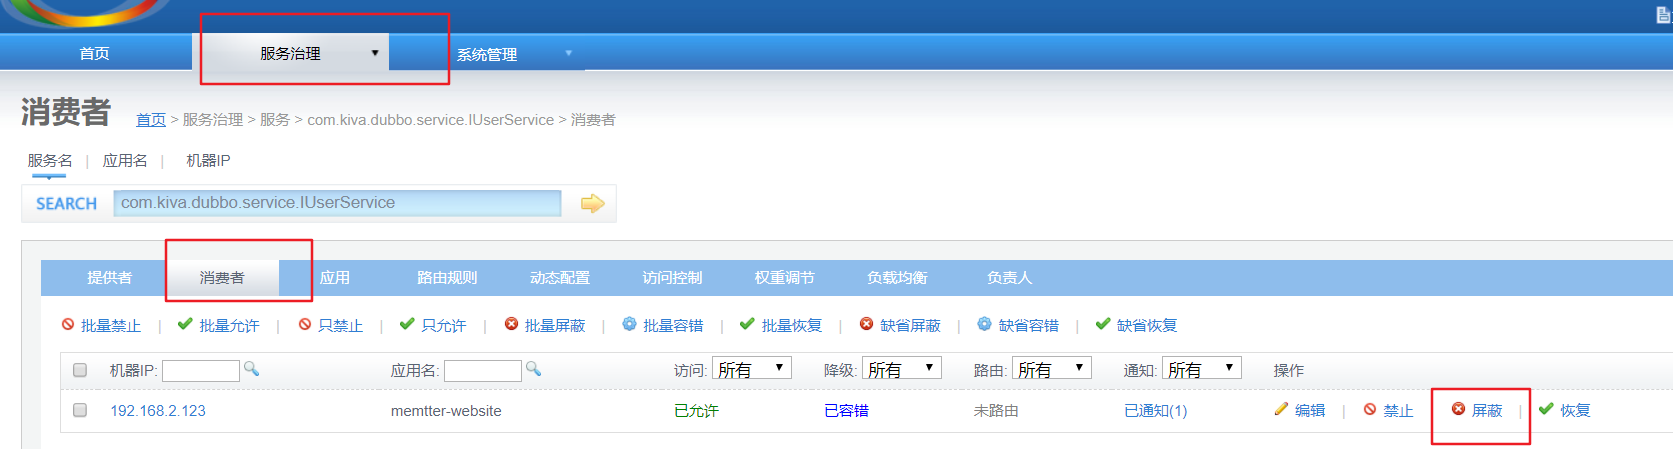 首页 服务治理 系统管理
消费者 首页 > 服务治理 > 服务 > com.kiva.dubbo.service.IUserService > 消费者
服务名 | 应用名 | 机器IP
SEARCH com.kiva.dubbo.service.IUserService
提供者 消费者 应用 路由规则 动态配置 访问控制 权重调节 负载均衡 负责人
批量禁止 | 批量允许 | 只禁止 | 只允许 | 批量屏蔽 | 批量容错 | 批量恢复 | 缺省屏蔽 | 缺省容错 | 缺省恢复
机器IP: 应用名: 访问: 所有 降级: 所有 路由: 所有 通知: 所有 操作
192.168.2.123 memtter-website 已允许 已容错 未路由 已通知(1) 编辑 | 禁止 屏蔽 | 恢复